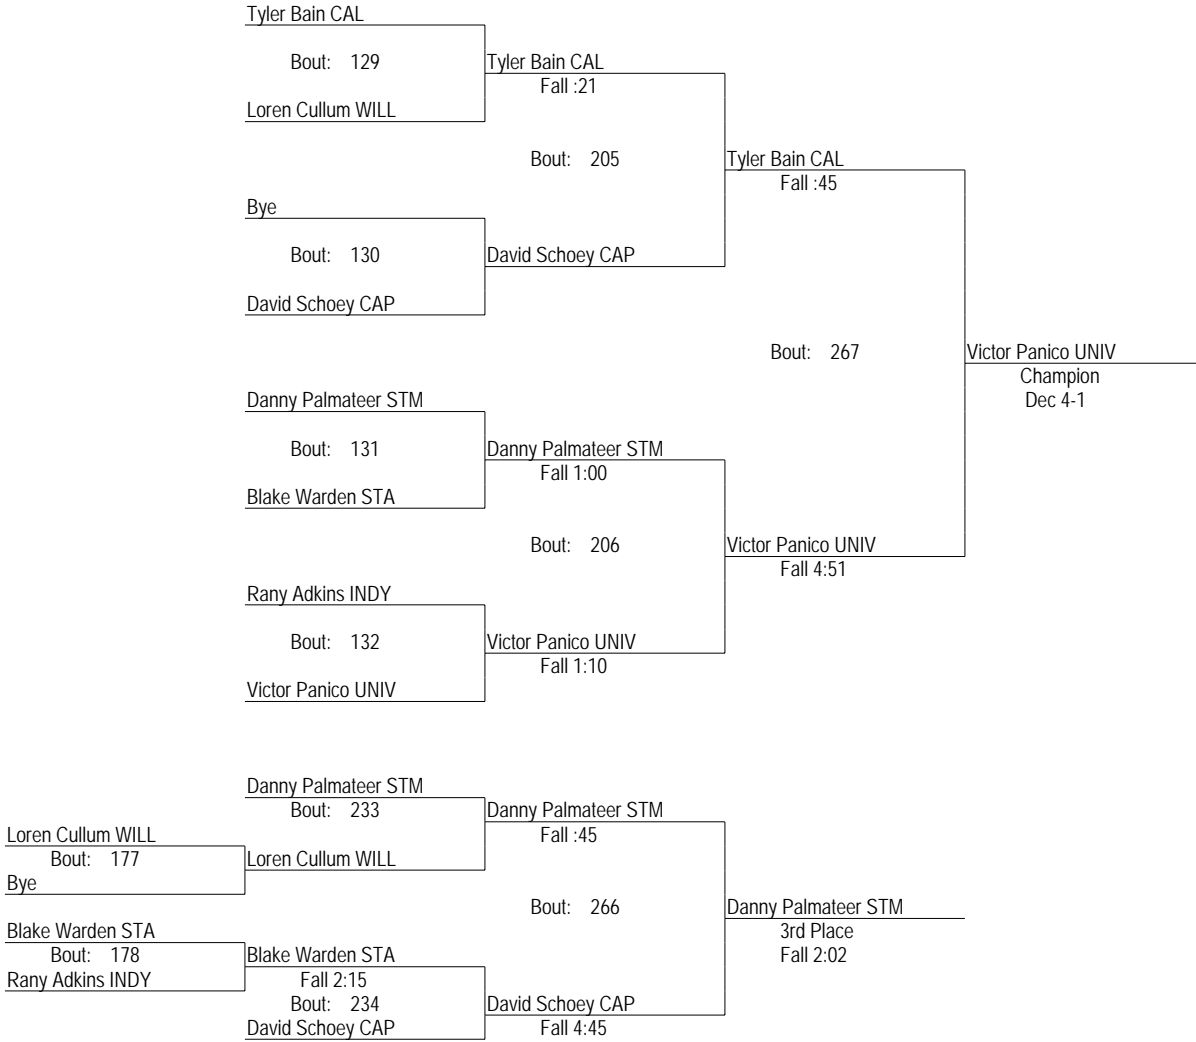 Tyler Bain CAL
Bout: 129
Tyler Bain CAL
Fall :21
Loren Cullum WILL
Bout: 205
Tyler Bain CAL
Fall :45
Bye
Bout: 130
David Schoey CAP
David Schoey CAP
Bout: 267
Victor Panico UNIV
Champion
Dec 4-1
Danny Palmateer STM
Bout: 131
Danny Palmateer STM
Fall 1:00
Blake Warden STA
Bout: 206
Victor Panico UNIV
Fall 4:51
Rany Adkins INDY
Bout: 132
Victor Panico UNIV
Fall 1:10
Victor Panico UNIV
Danny Palmateer STM
Bout: 233
Danny Palmateer STM
Fall :45
Loren Cullum WILL
Bout: 177
Loren Cullum WILL
Bye
Bout: 266
Danny Palmateer STM
3rd Place
Fall 2:02
Blake Warden STA
Bout: 178
Blake Warden STA
Rany Adkins INDY
Fall 2:15
Bout: 234
David Schoey CAP
David Schoey CAP
Fall 4:45